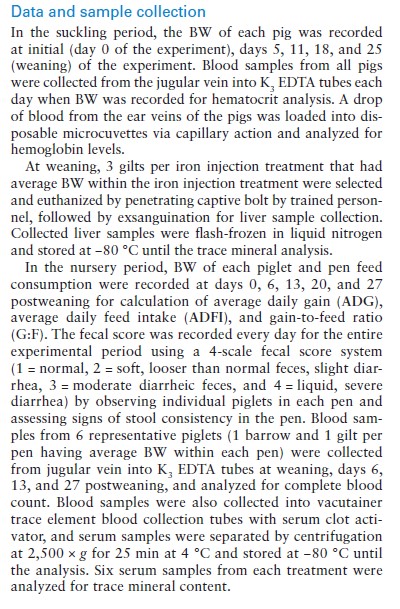 Data and sample collection
In the suckling period, the BW of each pig was recorded
at initial (day 0 of the experiment), days 5, 11, 18, and 25
(weaning) of the experiment. Blood samples from all pigs
were collected from the jugular vein into K3 EDTA tubes each
day when BW was recorded for hematocrit analysis. A drop
of blood from the ear veins of the pigs was loaded into dis-
posable microcuvettes via capillary action and analyzed for
hemoglobin levels.
At weaning, 3 gilts per iron injection treatment that had
average BW within the iron injection treatment were selected
and euthanized by penetrating captive bolt by trained person-
nel, followed by exsanguination for liver sample collection.
Collected liver samples were flash-frozen in liquid nitrogen
and stored at −80 °C until the trace mineral analysis.
In the nursery period, BW of each piglet and pen feed
consumption were recorded at days 0, 6, 13, 20, and 27
postweaning for calculation of average daily gain (ADG),
average daily feed intake (ADFI), and gain-to-feed ratio
(G:F). The fecal score was recorded every day for the entire
experimental period using a 4-scale fecal score system
(1 = normal, 2 = soft, looser than normal feces, slight diar-
rhea, 3 = moderate diarrheic feces, and 4 = liquid, severe
diarrhea) by observing individual piglets in each pen and
assessing signs of stool consistency in the pen. Blood sam-
ples from 6 representative piglets (1 barrow and 1 gilt per
pen having average BW within each pen) were collected
from jugular vein into K3 EDTA tubes at weaning, days 6,
13, and 27 postweaning, and analyzed for complete blood
count. Blood samples were also collected into vacutainer
trace element blood collection tubes with serum clot acti-
vator, and serum samples were separated by centrifugation
at 2,500 × g for 25 min at 4 °C and stored at −80 °C until
the analysis. Six serum samples from each treatment were
analyzed for trace mineral content.